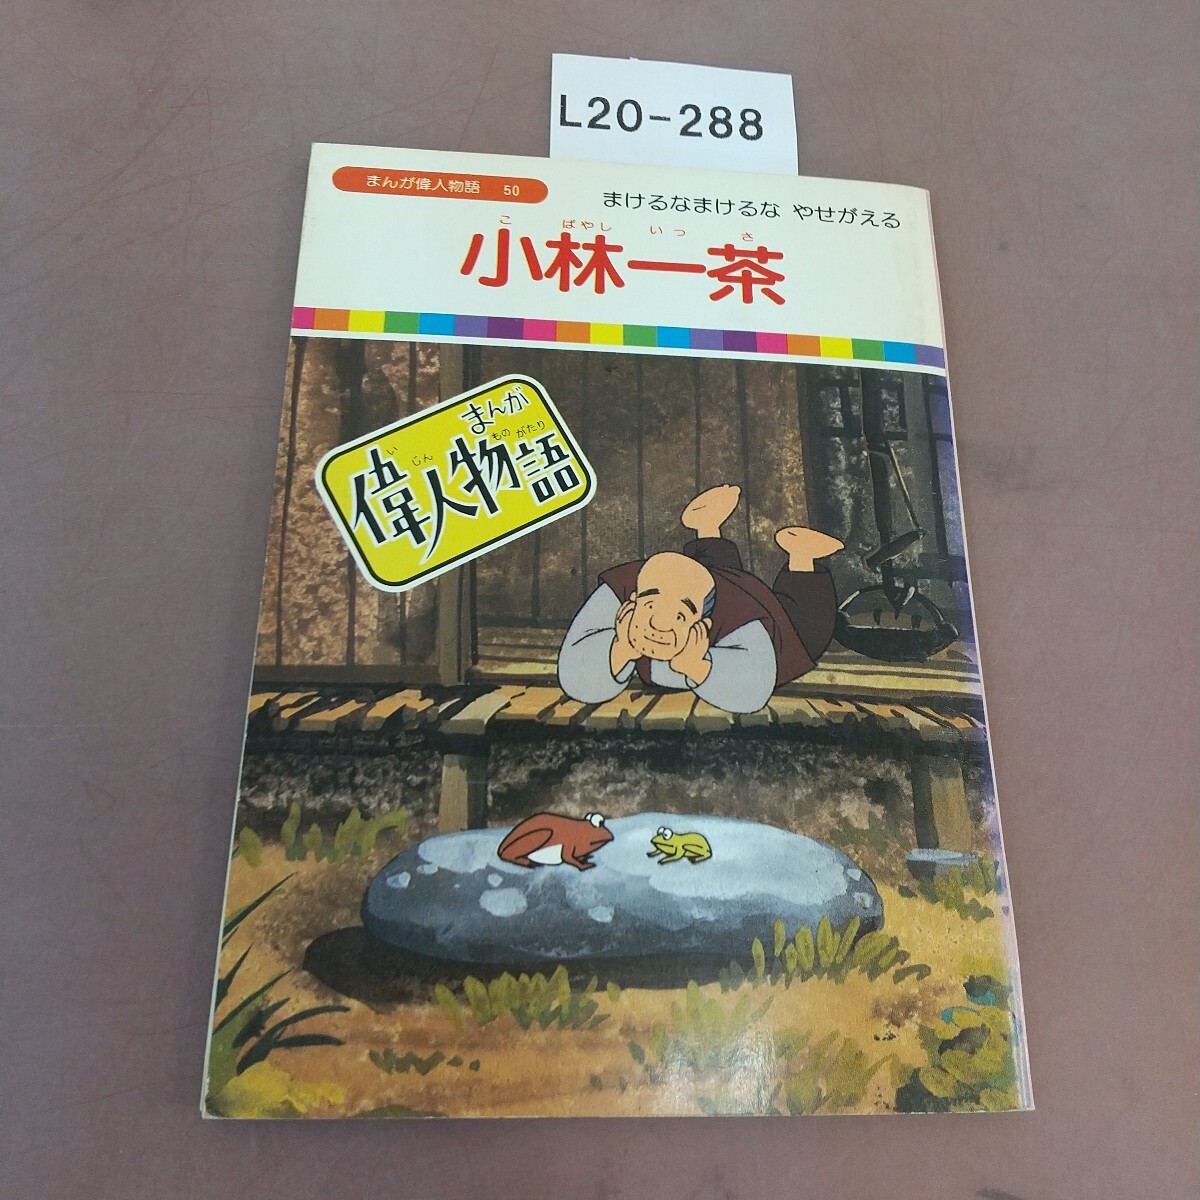 L20-288
まんが偉人物語 50
まけるなまけるな やせがえる
こ ばやし いっ さ
小林一茶
まんが
い じん もの がたり
偉人物語